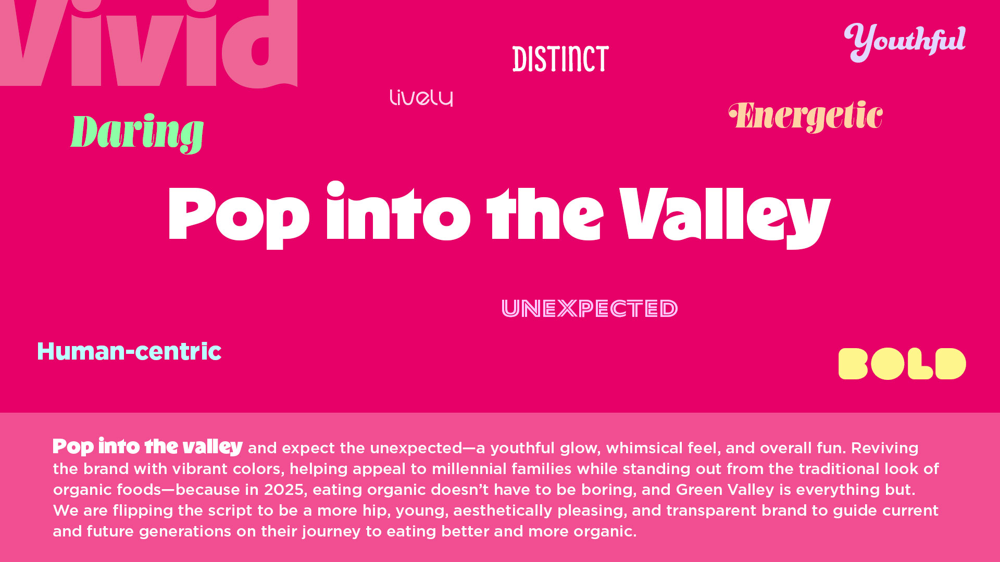 Vivid
DISTINCT
Youthful
lively
Energetic
Daring
Pop into the Valley
UNEXPECTED
Human-centric
BOLD
Pop into the valley and expect the unexpected—a youthful glow, whimsical feel, and overall fun. Reviving
the brand with vibrant colors, helping appeal to millennial families while standing out from the traditional look of
organic foods—because in 2025, eating organic doesn’t have to be boring, and Green Valley is everything but.
We are flipping the script to be a more hip, young, aesthetically pleasing, and transparent brand to guide current
and future generations on their journey to eating better and more organic.